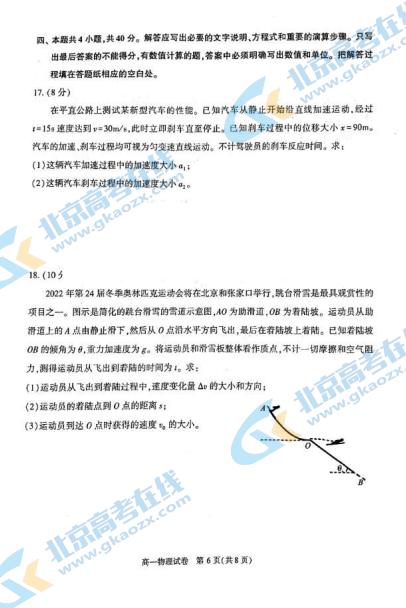 四、本题共4小题,共40分。解答应写出必要的文字说明、方程式和重要的演算步骤。只写
出最后答案的不能得分,有数值计算的题,答案中必须明确写出数值和单位。把解答过
程填在答题纸相应的空白处。
17.(8分)
在平直公路上测试某新型汽车的性能。已知汽车从静止开始沿直线加速运动,经过
t=15s速度达到v=30m/s,此时立即刹车直至停止。已知刹车过程中的位移大小x=90m。
汽车的加速、刹车过程均可视为匀变速直线运动。不计驾驶员的刹车反应时间。求:
(1)这辆汽车加速过程中的加速度大小a₁;
(2)这辆汽车刹车过程中的加速度大小a₂。
18.(10分
2022年第24届冬季奥林匹克运动会将在北京和张家口举行,跳台滑雪是最具观赏性的
项目之一。图示是简化的跳台滑雪的雪道示意图,AO为助滑道,OB为着陆坡。运动员从助
滑道上的A点由静止滑下,然后从O点沿水平方向飞出,最后在着陆坡上着陆。已知着陆坡
OB的倾角为θ,重力加速度为g。将运动员和滑雪板整体看作质点,不计一切摩擦和空气阻
力,测得运动员从飞出到着陆的时间为t。求:
(1)运动员从飞出到着陆过程中,速度变化量Δv的大小和方向;
(2)运动员的着陆点到O点的距离s;
(3)运动员到达O点时获得的速度v₀的大小。
A
O
θ
B
高一物理试卷 第6页(共8页)
北京高考在线
www.gkaozx.com